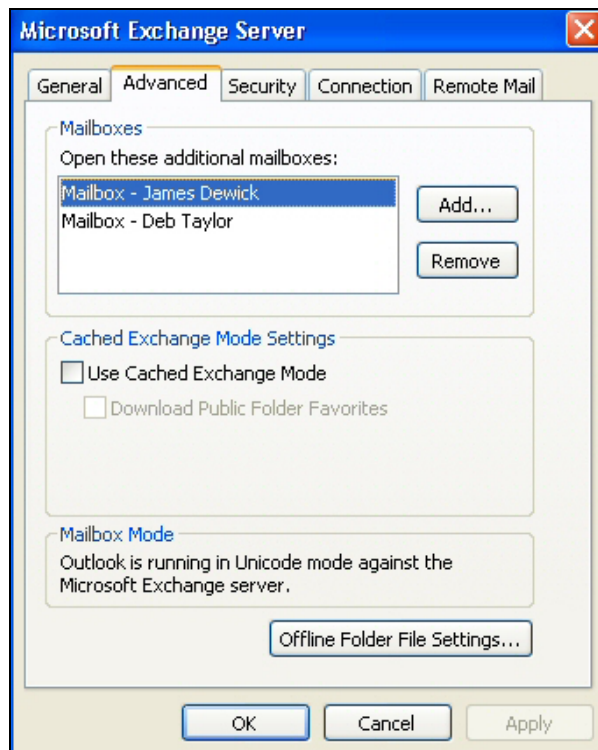 Microsoft Exchange Server
General Advanced Security Connection Remote Mail
Mailboxes
Open these additional mailboxes:
Mailbox - James Dewick
Mailbox - Deb Taylor
Add...
Remove
Cached Exchange Mode Settings
Use Cached Exchange Mode
Download Public Folder Favorites
Mailbox Mode
Outlook is running in Unicode mode against the
Microsoft Exchange server.
Offline Folder File Settings...
OK Cancel Apply